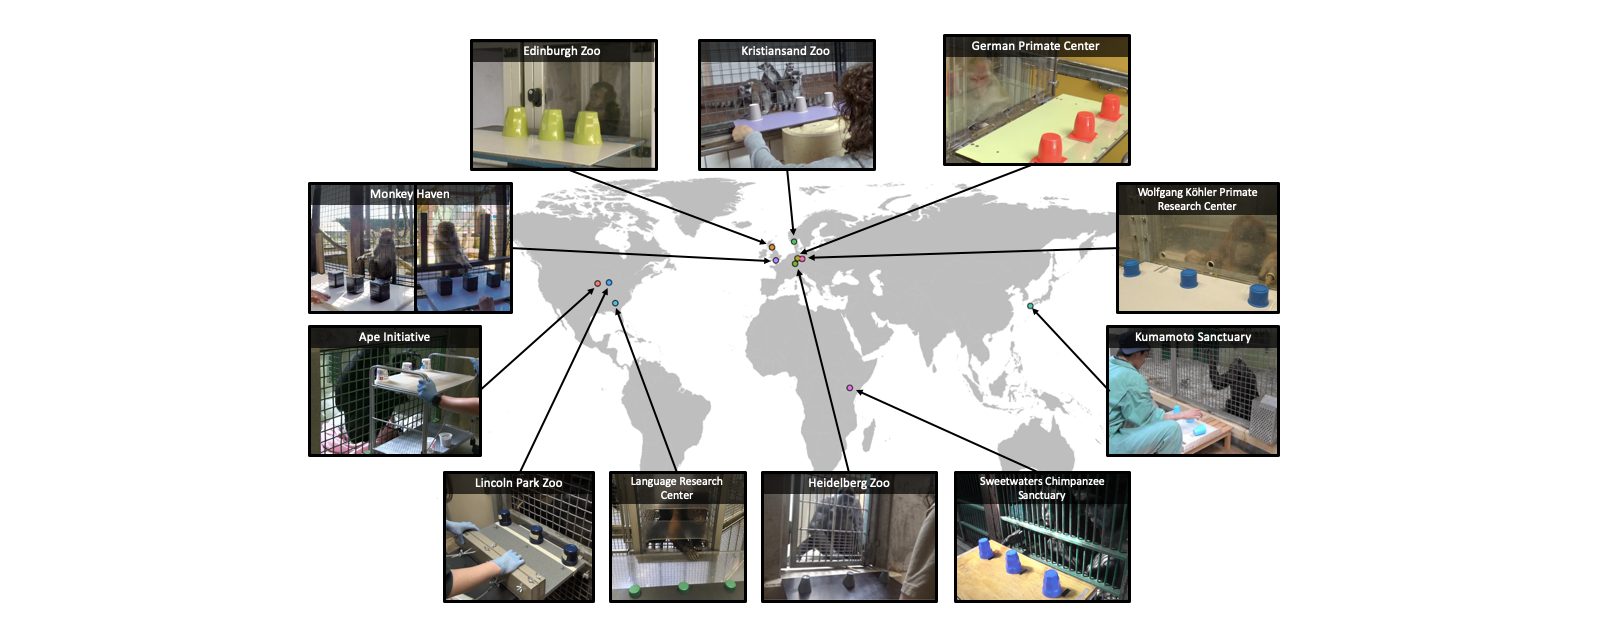 Edinburgh Zoo
Kristiansand Zoo
German Primate Center
Monkey Haven
Wolfgang Köhler Primate
Research Center
Ape Initiative
Kumamoto Sanctuary
Lincoln Park Zoo
Language Research
Center
Heidelberg Zoo
Sweetwaters Chimpanzee
Sanctuary